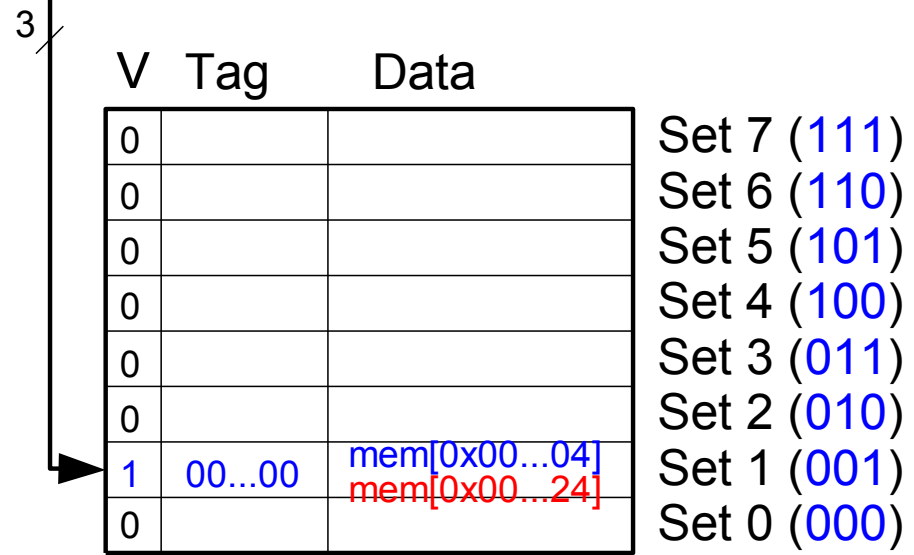 3
V Tag Data
0 Set 7 (111)
0 Set 6 (110)
0 Set 5 (101)
0 Set 4 (100)
0 Set 3 (011)
0 Set 2 (010)
1 00...00 mem[0x00...04] Set 1 (001)
mem[0x00...24]
0 Set 0 (000)